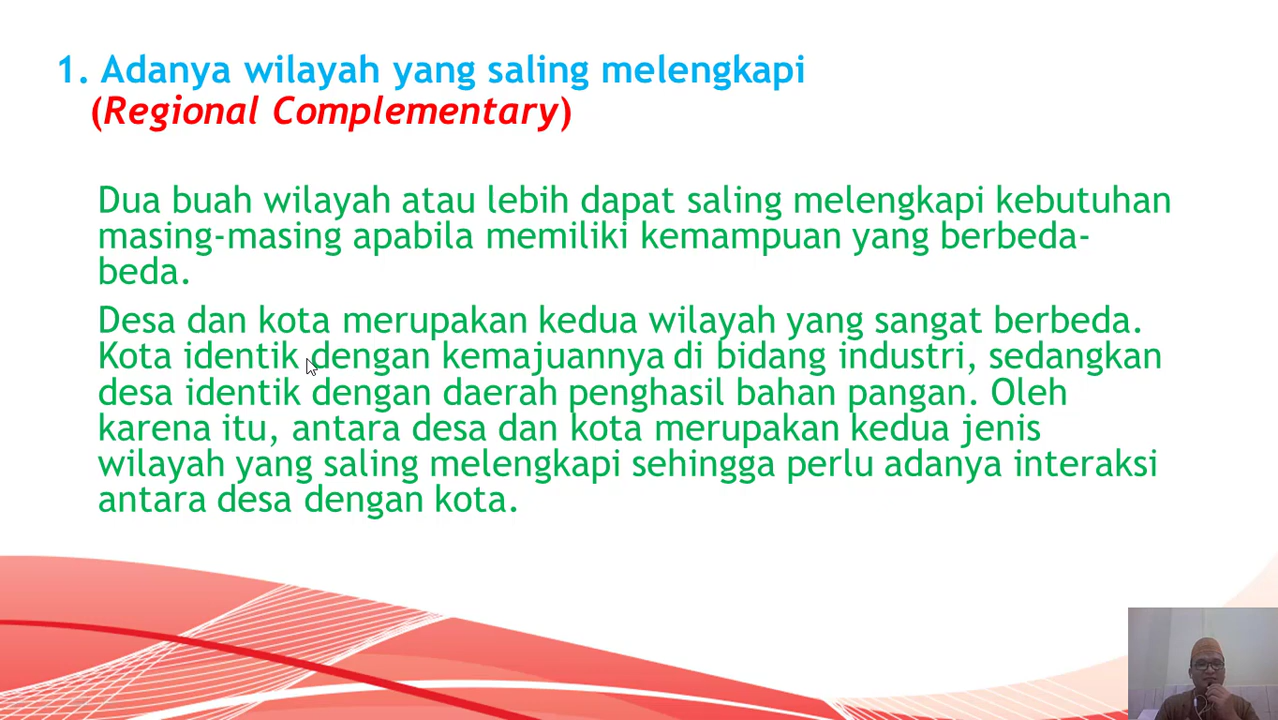 1. Adanya wilayah yang saling melengkapi
(Regional Complementary)
Dua buah wilayah atau lebih dapat saling melengkapi kebutuhan
masing-masing apabila memiliki kemampuan yang berbeda-
beda.
Desa dan kota merupakan kedua wilayah yang sangat berbeda.
Kota identik dengan kemajuannya di bidang industri, sedangkan
desa identik dengan daerah penghasil bahan pangan. Oleh
karena itu, antara desa dan kota merupakan kedua jenis
wilayah yang saling melengkapi sehingga perlu adanya interaksi
antara desa dengan kota.